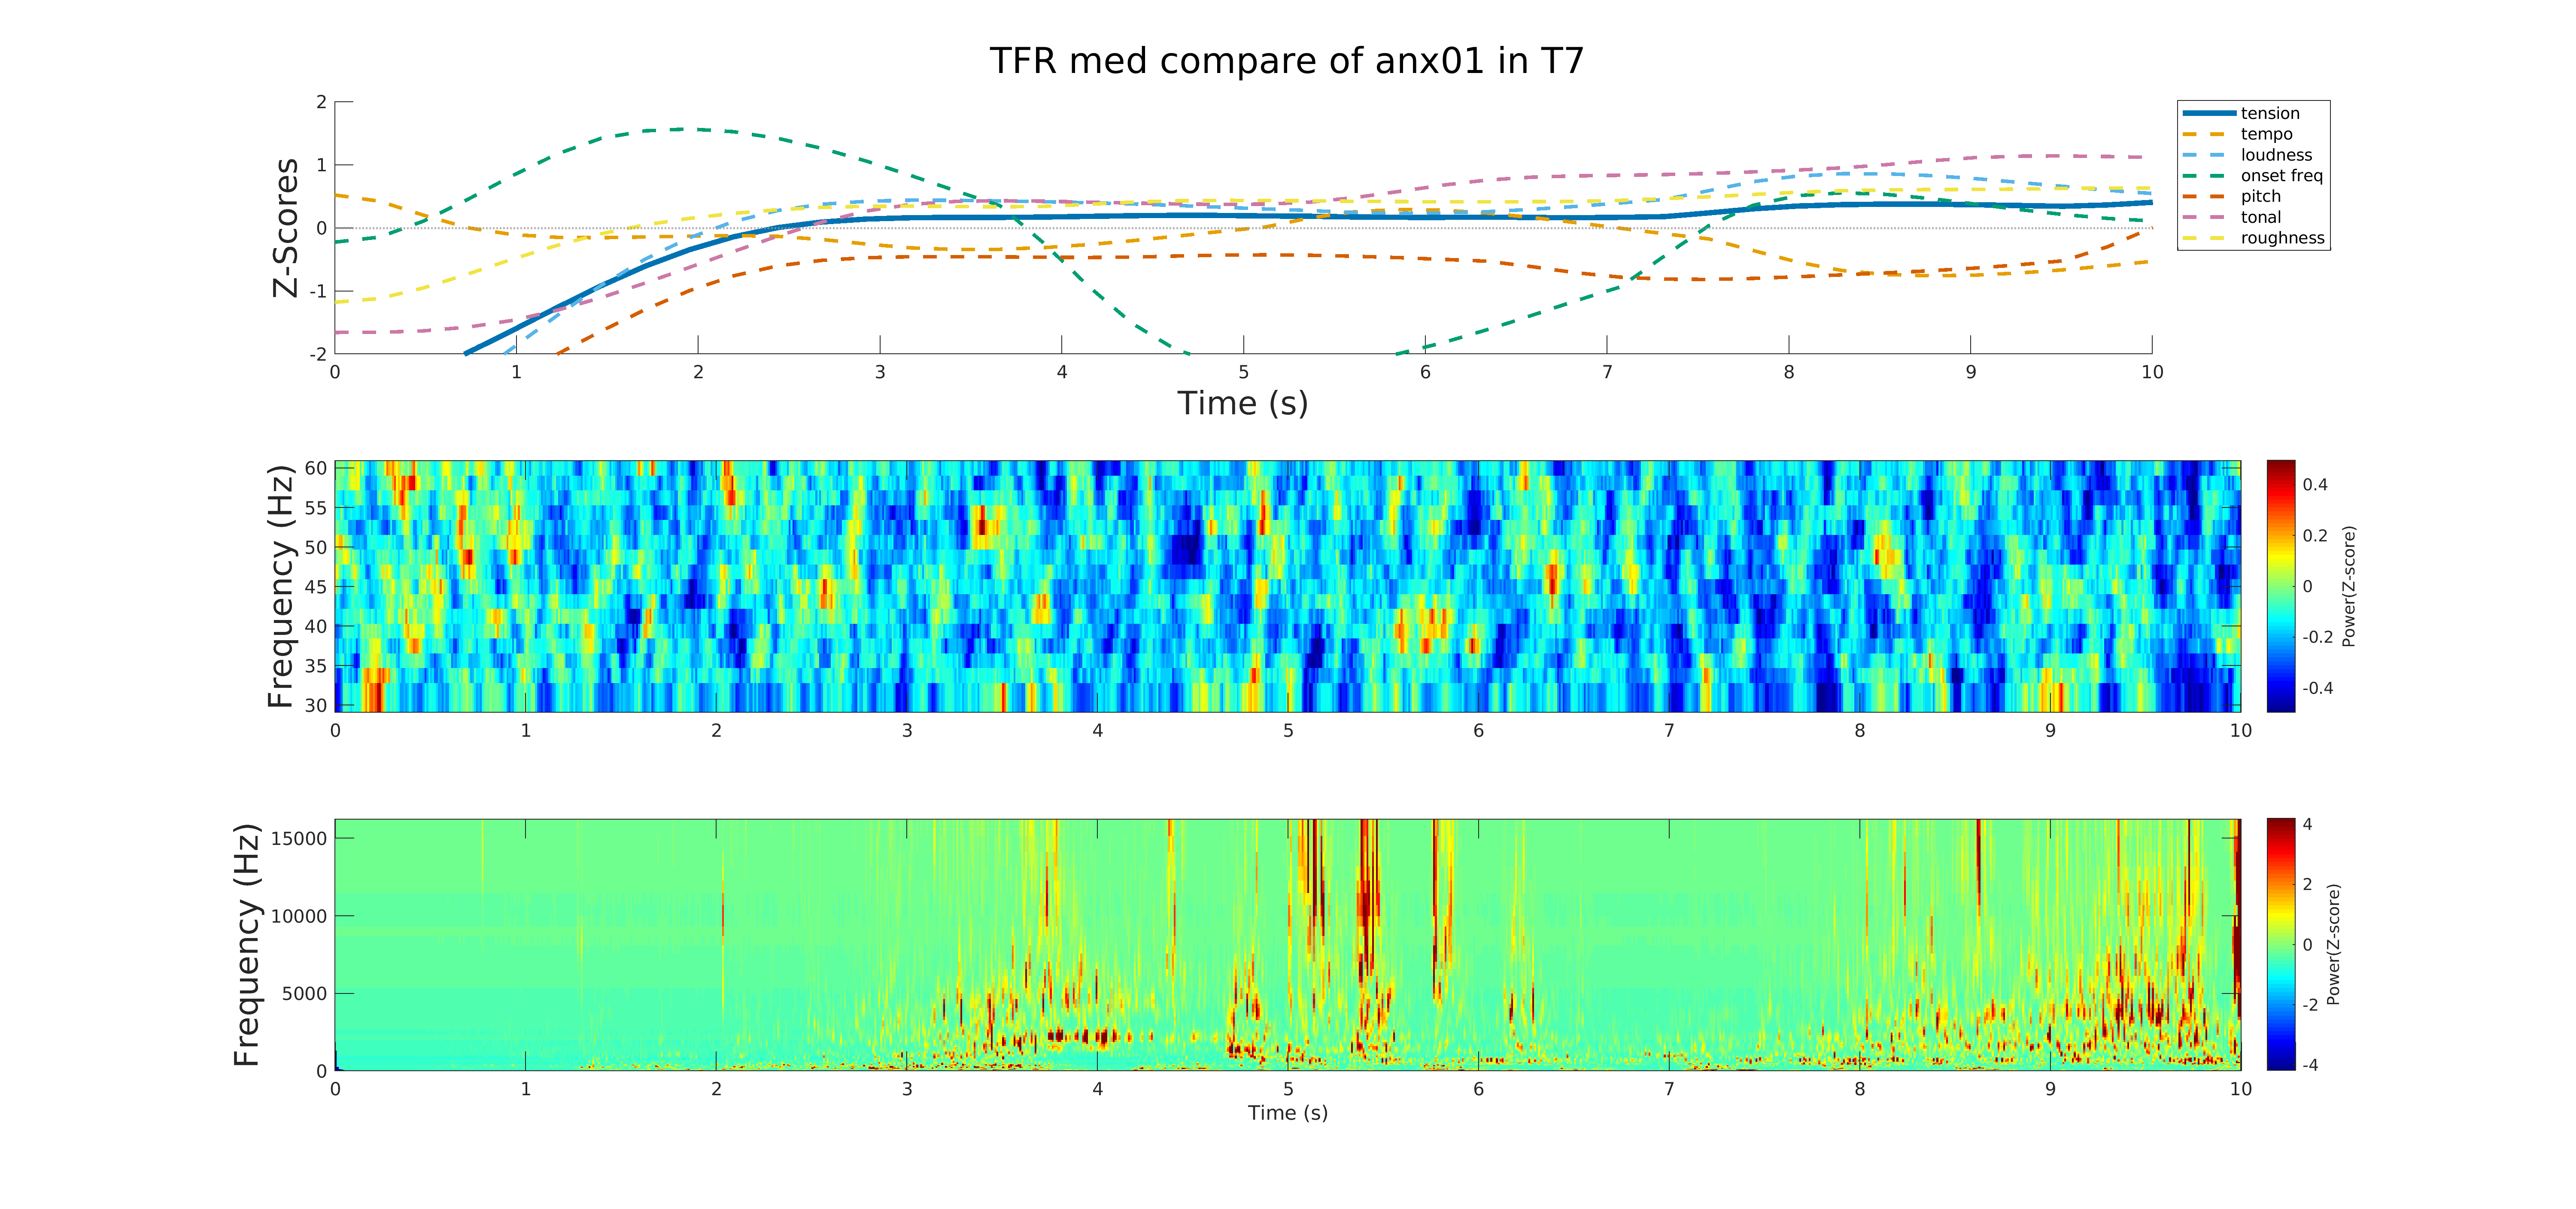 TFR med compare of anx01 in T7
Z-Scores
2
1
0
-1
-2
0 1 2 3 4 5 6 7 8 9 10
Time (s)
tension
tempo
loudness
onset freq
pitch
tonal
roughness
Frequency (Hz)
60
55
50
45
40
35
30
0 1 2 3 4 5 6 7 8 9 10
0.4
0.2
0
-0.2
-0.4
Power(Z-score)
Frequency (Hz)
15000
10000
5000
0
0 1 2 3 4 5 6 7 8 9 10
Time (s)
4
2
0
-2
-4
Power(Z-score)